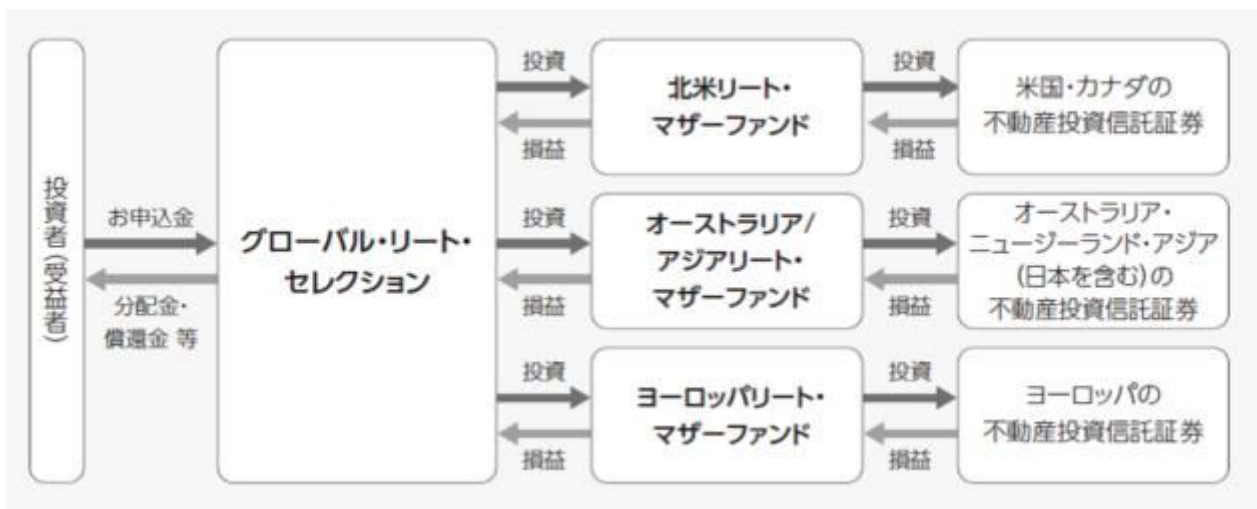 投資者(受益者)
お申込金
分配金・
償還金 等
グローバル・リート・
セレクション
投資
損益
北米リート・
マザーファンド
投資
損益
米国・カナダの
不動産投資信託証券
投資
損益
オーストラリア/
アジアリート・
マザーファンド
投資
損益
オーストラリア・
ニュージーランド・アジア
(日本を含む)の
不動産投資信託証券
投資
損益
ヨーロッパリート・
マザーファンド
投資
損益
ヨーロッパの
不動産投資信託証券